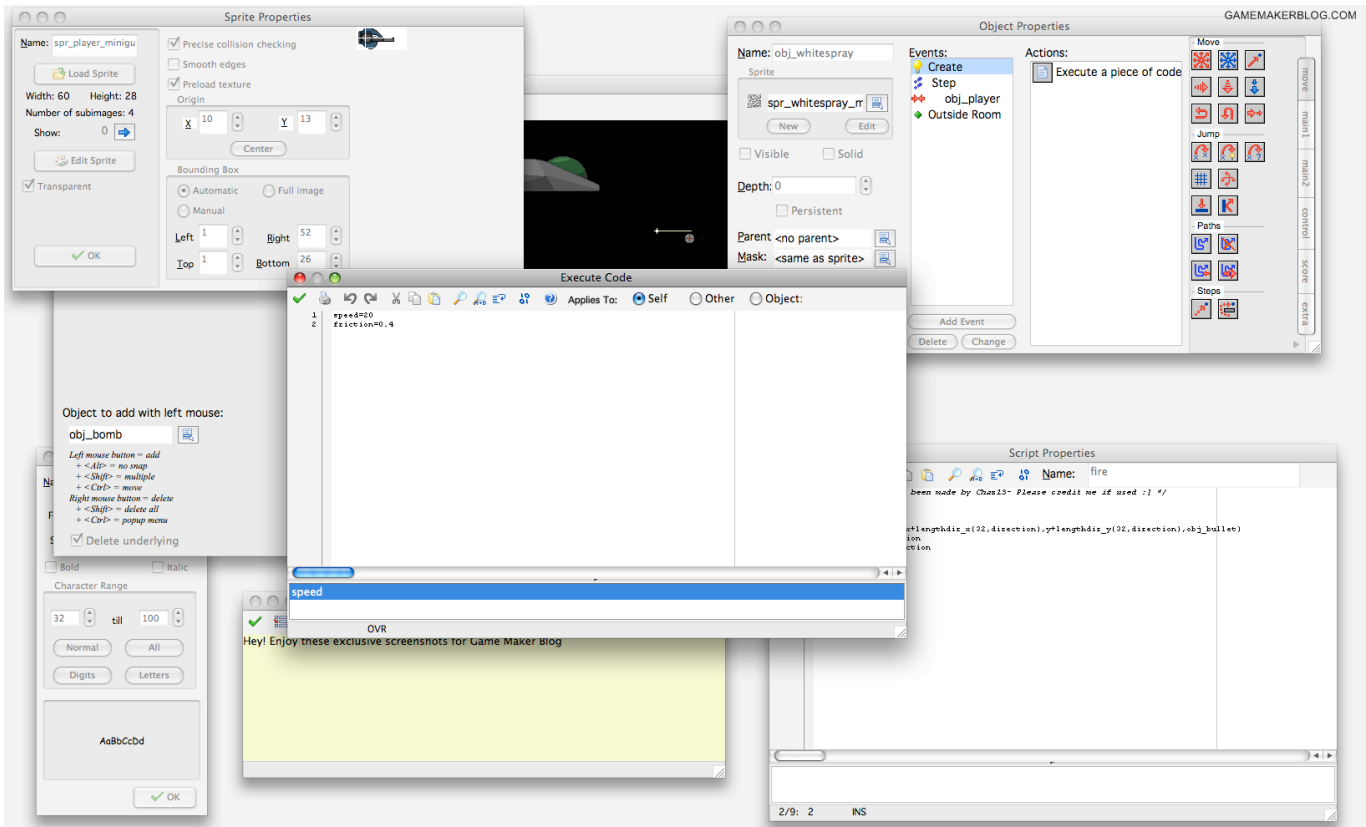 GAMEMAKERBLOG.COM
Sprite Properties
Name: spr_player_minigu
Load Sprite
Width: 60 Height: 28
Number of subimages: 4
Show: 0
Edit Sprite
Transparent
OK
Precise collision checking
Smooth edges
Preload texture
Origin
X 10 Y 13
Center
Bounding Box
Automatic Full image
Manual
Left 1 Right 52
Top 1 Bottom 26
Object Properties
Name: obj_whitespray
Sprite
spr_whitespray_m
New Edit
Visible Solid
Depth: 0
Persistent
Parent <no parent>
Mask: <same as sprite>
Events:
Create
Step
obj_player
Outside Room
Add Event
Delete Change
Actions:
Execute a piece of code
Move
Jump
Paths
Steps
move
main1
main2
control
score
extra
Execute Code
Applies To: Self Other Object:
1 speed=20
2 friction=0.4
speed
OVR
Object to add with left mouse:
obj_bomb
Left mouse button = add
+ <Alt> = no snap
+ <Shift> = multiple
+ <Ctrl> = move
Right mouse button = delete
+ <Shift> = delete all
+ <Ctrl> = popup menu
Delete underlying
Bold Italic
Character Range
32 till 100
Normal All
Digits Letters
AaBbCcDd
OK
Hey! Enjoy these exclusive screenshots for Game Maker Blog
Script Properties
Name: fire
been made by Chaz13- Please credit me if used :] */
x+lengthdir_x(32,direction),y+lengthdir_y(32,direction),obj_bullet)
ion
ction
2/9: 2 INS